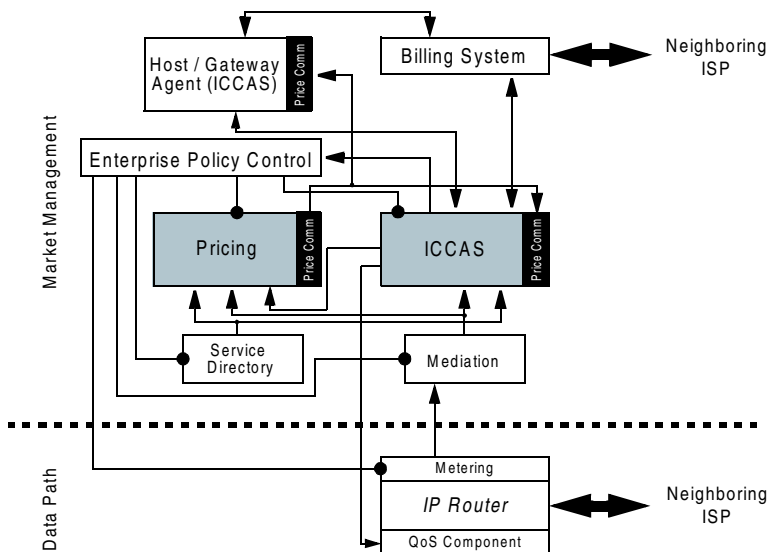 Host / Gateway
Agent (ICCAS)
Price Comm
Billing System
Neighboring
ISP
Market Management
Enterprise Policy Control
Pricing
Price Comm
ICCAS
Price Comm
Service
Directory
Mediation
Data Path
Metering
IP Router
QoS Component
Neighboring
ISP